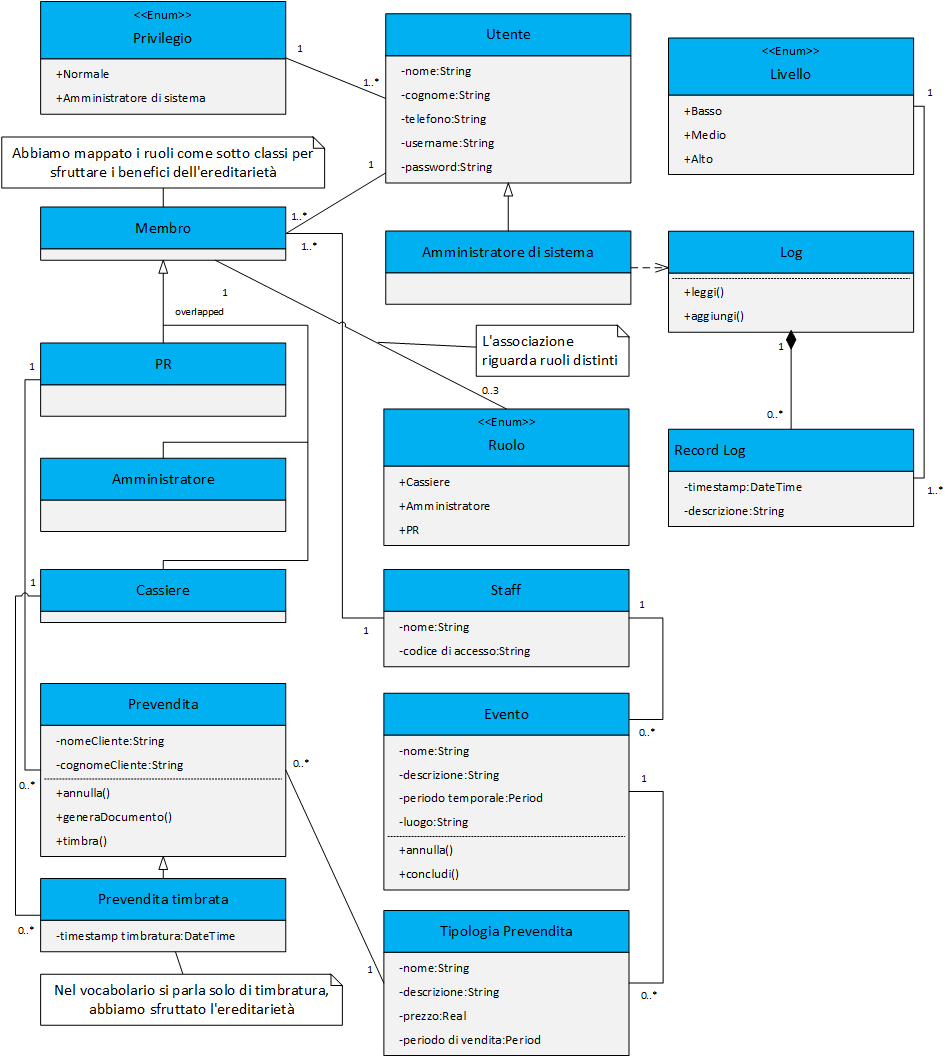 <<Enum>>
Privilegio
+Normale
+Amministratore di sistema
1
1..*
Utente
-nome:String
-cognome:String
-telefono:String
-username:String
-password:String
<<Enum>>
Livello
+Basso
+Medio
+Alto
1
Abbiamo mappato i ruoli come sotto classi per
sfruttare i benefici dell'ereditarietà
1
1..*
1..*
Membro
Amministratore di sistema
Log
+leggi()
+aggiungi()
1
overlapped
L'associazione
riguarda ruoli distinti
0..3
1
0..*
PR
1
<<Enum>>
Ruolo
+Cassiere
+Amministratore
+PR
Record Log
-timestamp:DateTime
-descrizione:String
1..*
Amministratore
Cassiere
1
Staff
-nome:String
-codice di accesso:String
1
1
Prevendita
-nomeCliente:String
-cognomeCliente:String
+annulla()
+generaDocumento()
+timbra()
0..*
0..*
Evento
-nome:String
-descrizione:String
-periodo temporale:Period
-luogo:String
+annulla()
+concludi()
0..*
1
Prevendita timbrata
-timestamp timbratura:DateTime
0..*
Tipologia Prevendita
-nome:String
-descrizione:String
-prezzo:Real
-periodo di vendita:Period
1
0..*
Nel vocabolario si parla solo di timbratura,
abbiamo sfruttato l'ereditarietà